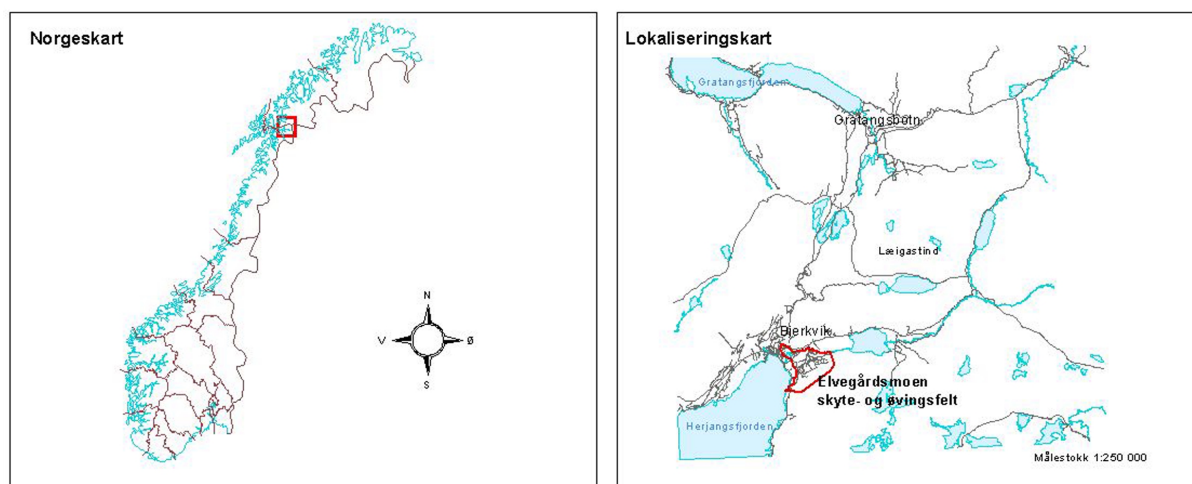 Norgeskart
N
V
Ø
S
Lokaliseringskart
Gratangsfjorden
Gratangsbotn
Læigastind
Bjerkvik
Elvegårdsmoen
skyte- og øvingsfelt
Herjangsfjorden
Målestokk 1:250 000